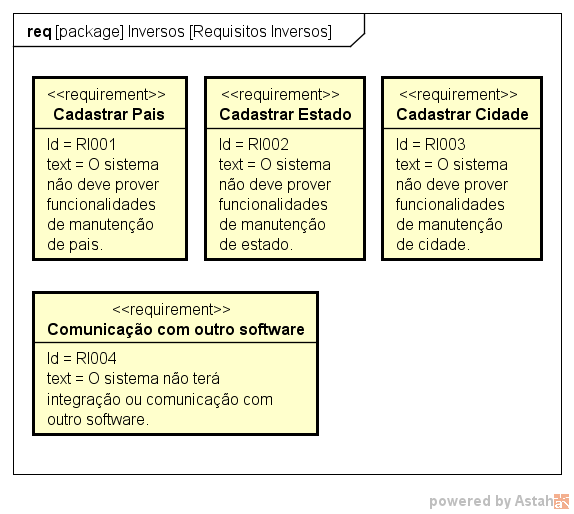 req [package] Inversos [Requisitos Inversos]
<<requirement>>
Cadastrar Pais
Id = RI001
text = O sistema
não deve prover
funcionalidades
de manutenção
de pais.
<<requirement>>
Cadastrar Estado
Id = RI002
text = O sistema
não deve prover
funcionalidades
de manutenção
de estado.
<<requirement>>
Cadastrar Cidade
Id = RI003
text = O sistema
não deve prover
funcionalidades
de manutenção
de cidade.
<<requirement>>
Comunicação com outro software
Id = RI004
text = O sistema não terá
integração ou comunicação com
outro software.
powered by Astah